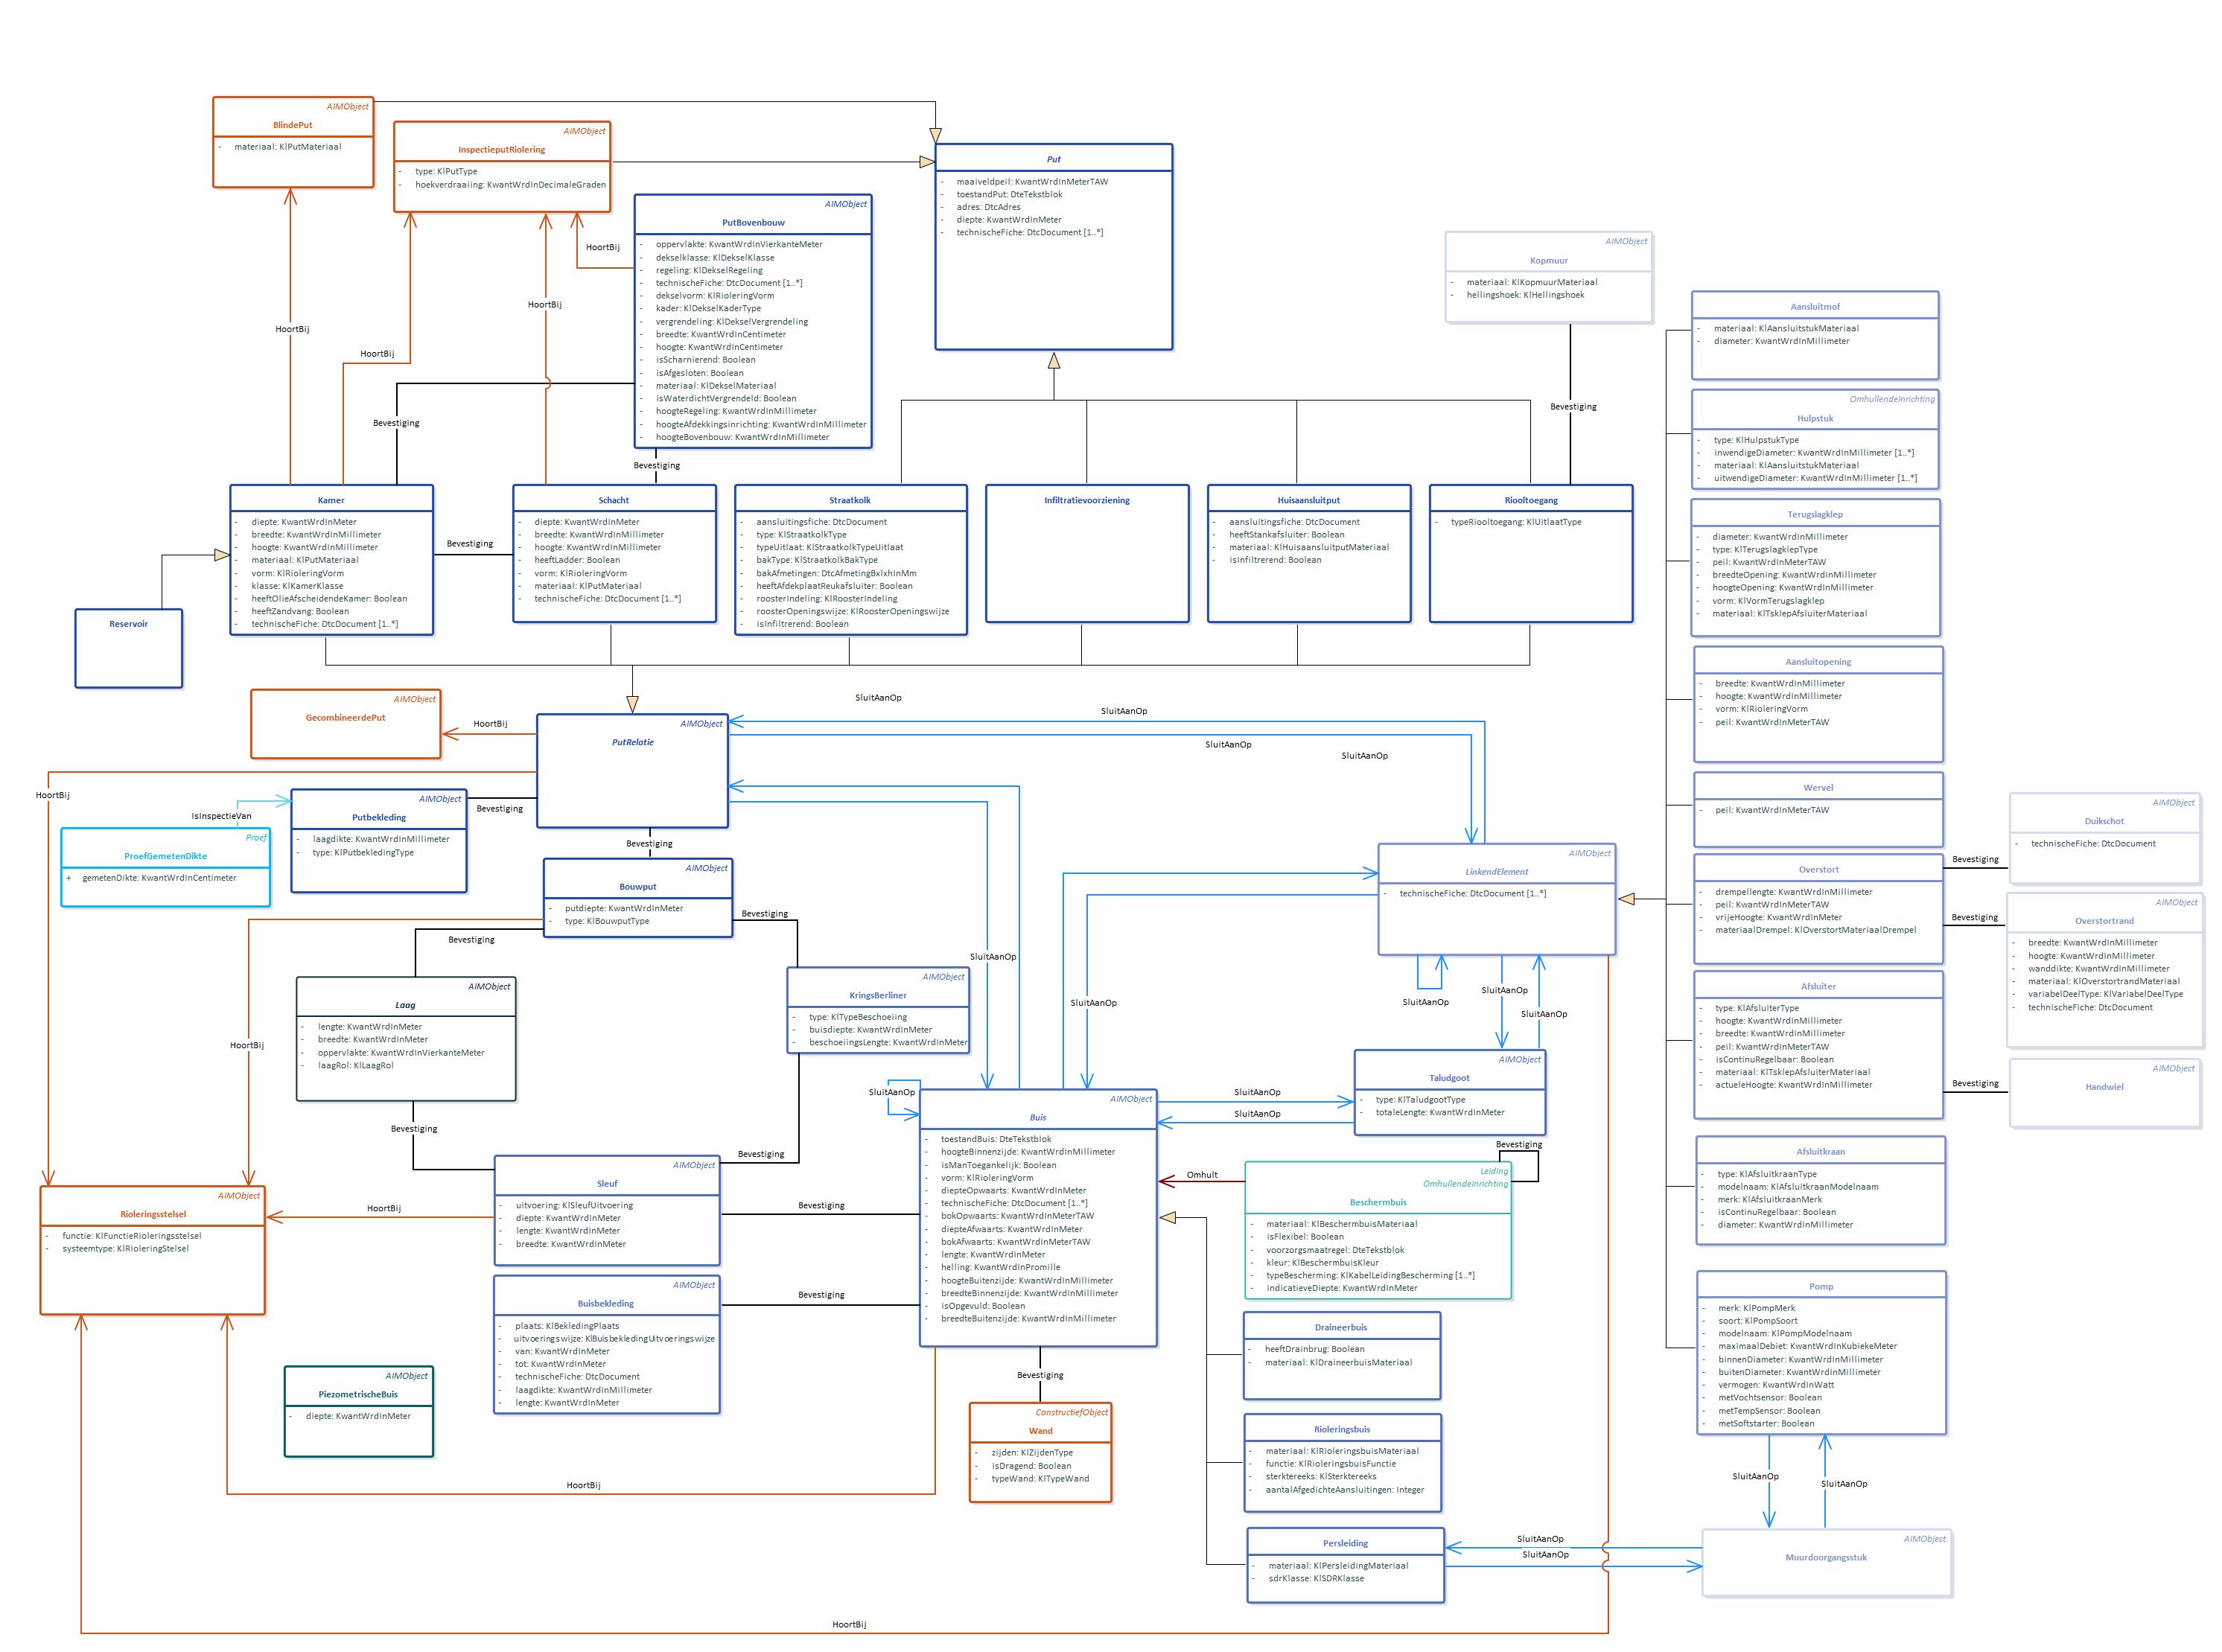 AIMObject
BlindePut
- materiaal: KlPutMateriaal
AIMObject
InspectieputRiolering
- type: KlPutType
- hoekverdraaiing: KwantWrdInDecimaleGraden
Put
- maaiveldpeil: KwantWrdInMeterTAW
- toestandPut: DteTekstblok
- adres: DtcAdres
- diepte: KwantWrdInMeter
- technischeFiche: DtcDocument [1..*]
AIMObject
PutBovenbouw
- oppervlakte: KwantWrdInVierkanteMeter
- dekselklasse: KlDekselKlasse
- regeling: KlDekselRegeling
- technischeFiche: DtcDocument [1..*]
- dekselvorm: KlRioleringVorm
- kader: KlDekselKaderType
- vergrendeling: KlDekselVergrendeling
- breedte: KwantWrdInCentimeter
- hoogte: KwantWrdInCentimeter
- isScharnierend: Boolean
- isAfgesloten: Boolean
- materiaal: KlDekselMateriaal
- isWaterdichtVergrendeld: Boolean
- hoogteRegeling: KwantWrdInMillimeter
- hoogteAfdekkingsinrichting: KwantWrdInMillimeter
- hoogteBovenbouw: KwantWrdInMillimeter
HoortBij
HoortBij
HoortBij
HoortBij
Bevestiging
Bevestiging
AIMObject
Kopmuur
- materiaal: KlKopmuurMateriaal
- hellingshoek: KlHellingshoek
Bevestiging
Kamer
- diepte: KwantWrdInMeter
- breedte: KwantWrdInMillimeter
- hoogte: KwantWrdInMillimeter
- materiaal: KlPutMateriaal
- vorm: KlRioleringVorm
- klasse: KlKamerKlasse
- heeftOlieAfscheidendeKamer: Boolean
- heeftZandvang: Boolean
- technischeFiche: DtcDocument [1..*]
Bevestiging
Schacht
- diepte: KwantWrdInMeter
- breedte: KwantWrdInMillimeter
- hoogte: KwantWrdInMillimeter
- heeftLadder: Boolean
- vorm: KlRioleringVorm
- materiaal: KlPutMateriaal
- technischeFiche: DtcDocument [1..*]
Straatkolk
- aansluitingsfiche: DtcDocument
- type: KlStraatkolkType
- typeUitlaat: KlStraatkolkTypeUitlaat
- bakType: KlStraatkolkBakType
- bakAfmetingen: DtcAfmetingBxlxhInMm
- heeftAfdekplaatReukafsluiter: Boolean
- roosterIndeling: KlRoosterIndeling
- roosterOpeningswijze: KlRoosterOpeningswijze
- isInfiltrerend: Boolean
Infiltratievoorziening
Huisaansluitput
- aansluitingsfiche: DtcDocument
- heeftStankafsluiter: Boolean
- materiaal: KlHuisaansluitputMateriaal
- isInfiltrerend: Boolean
Riooltoegang
- typeRiooltoegang: KlUitlaatType
Reservoir
Aansluitmof
- materiaal: KlAansluitstukMateriaal
- diameter: KwantWrdInMillimeter
OmhullendeInrichting
Hulpstuk
- type: KlHulpstukType
- inwendigeDiameter: KwantWrdInMillimeter [1..*]
- materiaal: KlAansluitstukMateriaal
- uitwendigeDiameter: KwantWrdInMillimeter [1..*]
Terugslagklep
- diameter: KwantWrdInMillimeter
- type: KlTerugslagklepType
- peil: KwantWrdInMeterTAW
- breedteOpening: KwantWrdInMillimeter
- hoogteOpening: KwantWrdInMillimeter
- vorm: KlVormTerugslagklep
- materiaal: KlTsklepAfsluiterMateriaal
Aansluitopening
- breedte: KwantWrdInMillimeter
- hoogte: KwantWrdInMillimeter
- vorm: KlRioleringVorm
- peil: KwantWrdInMeterTAW
Wervel
- peil: KwantWrdInMeterTAW
Overstort
- drempellengte: KwantWrdInMillimeter
- peil: KwantWrdInMeterTAW
- vrijeHoogte: KwantWrdInMeter
- materiaalDrempel: KlOverstortMateriaalDrempel
Bevestiging
AIMObject
Duikschot
- technischeFiche: DtcDocument
Bevestiging
AIMObject
Overstortrand
- breedte: KwantWrdInMillimeter
- hoogte: KwantWrdInMillimeter
- wanddikte: KwantWrdInMillimeter
- materiaal: KlOverstortrandMateriaal
- variabelDeelType: KlVariabelDeelType
- technischeFiche: DtcDocument
Afsluiter
- type: KlAfsluiterType
- hoogte: KwantWrdInMillimeter
- breedte: KwantWrdInMillimeter
- peil: KwantWrdInMeterTAW
- isContinuRegelbaar: Boolean
- materiaal: KlTsklepAfsluiterMateriaal
- actueleHoogte: KwantWrdInMillimeter
Bevestiging
AIMObject
Handwiel
Afsluitkraan
- type: KlAfsluitkraanType
- modelnaam: KlAfsluitkraanModelnaam
- merk: KlAfsluitkraanMerk
- isContinuRegelbaar: Boolean
- diameter: KwantWrdInMillimeter
Pomp
- merk: KlPompMerk
- soort: KlPompSoort
- modelnaam: KlPompModelnaam
- maximaalDebiet: KwantWrdInKubiekeMeter
- binnenDiameter: KwantWrdInMillimeter
- buitenDiameter: KwantWrdInMillimeter
- vermogen: KwantWrdInWatt
- metVochtsensor: Boolean
- metTempSensor: Boolean
- metSoftstarter: Boolean
SluitAanOp
SluitAanOp
AIMObject
Muurdoorgangsstuk
AIMObject
GecombineerdePut
HoortBij
AIMObject
PutRelatie
SluitAanOp
SluitAanOp
SluitAanOp
SluitAanOp
HoortBij
IsInspectieVan
Proef
ProefGemetenDikte
+ gemetenDikte: KwantWrdInCentimeter
AIMObject
Putbekleding
- laagdikte: KwantWrdInMillimeter
- type: KlPutbekledingType
Bevestiging
Bevestiging
AIMObject
Bouwput
- putdiepte: KwantWrdInMeter
- type: KlBouwputType
Bevestiging
Bevestiging
AIMObject
LinkendElement
- technischeFiche: DtcDocument [1..*]
SluitAanOp
SluitAanOp
SluitAanOp
SluitAanOp
SluitAanOp
AIMObject
Laag
- lengte: KwantWrdInMeter
- breedte: KwantWrdInMeter
- oppervlakte: KwantWrdInVierkanteMeter
- laagRol: KlLaagRol
HoortBij
Bevestiging
AIMObject
KringsBerliner
- type: KlTypeBeschoeiing
- buisdiepte: KwantWrdInMeter
- beschoeiingsLengte: KwantWrdInMeter
Bevestiging
AIMObject
Taludgoot
- type: KlTaludgootType
- totaleLengte: KwantWrdInMeter
SluitAanOp
SluitAanOp
SluitAanOp
AIMObject
Buis
- toestandBuis: DteTekstblok
- hoogteBinnenzijde: KwantWrdInMillimeter
- isManToegankelijk: Boolean
- vorm: KlRioleringVorm
- diepteOpwaarts: KwantWrdInMeter
- technischeFiche: DtcDocument [1..*]
- bokOpwaarts: KwantWrdInMeterTAW
- diepteAfwaarts: KwantWrdInMeter
- bokAfwaarts: KwantWrdInMeterTAW
- lengte: KwantWrdInMeter
- helling: KwantWrdInPromille
- hoogteBuitenzijde: KwantWrdInMillimeter
- breedteBinnenzijde: KwantWrdInMillimeter
- isOpgevuld: Boolean
- breedteBuitenzijde: KwantWrdInMillimeter
Omhult
Bevestiging
Leiding
OmhullendeInrichting
Beschermbuis
- materiaal: KlBeschermbuisMateriaal
- isFlexibel: Boolean
- voorzorgsmaatregel: DteTekstblok
- kleur: KlBeschermbuisKleur
- typeBescherming: KlKabelLeidingBescherming [1..*]
- indicatieveDiepte: KwantWrdInMeter
AIMObject
Rioleringsstelsel
- functie: KlFunctieRioleringsstelsel
- systeemtype: KlRioleringStelsel
HoortBij
AIMObject
Sleuf
- uitvoering: KlSleufUitvoering
- diepte: KwantWrdInMeter
- lengte: KwantWrdInMeter
- breedte: KwantWrdInMeter
Bevestiging
AIMObject
Buisbekleding
- plaats: KlBekledingPlaats
- uitvoeringswijze: KlBuisbekledingUitvoeringswijze
- van: KwantWrdInMeter
- tot: KwantWrdInMeter
- technischeFiche: DtcDocument
- laagdikte: KwantWrdInMillimeter
- lengte: KwantWrdInMeter
Bevestiging
AIMObject
PiezometrischeBuis
- diepte: KwantWrdInMeter
Bevestiging
ConstructiefObject
Wand
- zijden: KlZijdenType
- isDragend: Boolean
- typeWand: KlTypeWand
Draineerbuis
- heeftDrainbrug: Boolean
- materiaal: KlDraineerbuisMateriaal
Rioleringsbuis
- materiaal: KlRioleringsbuisMateriaal
- functie: KlRioleringsbuisFunctie
- sterktereeks: KlSterktereeks
- aantalAfgedichteAansluitingen: Integer
Persleiding
- materiaal: KlPersleidingMateriaal
- sdrKlasse: KlSDRKlasse
SluitAanOp
SluitAanOp
HoortBij
HoortBij